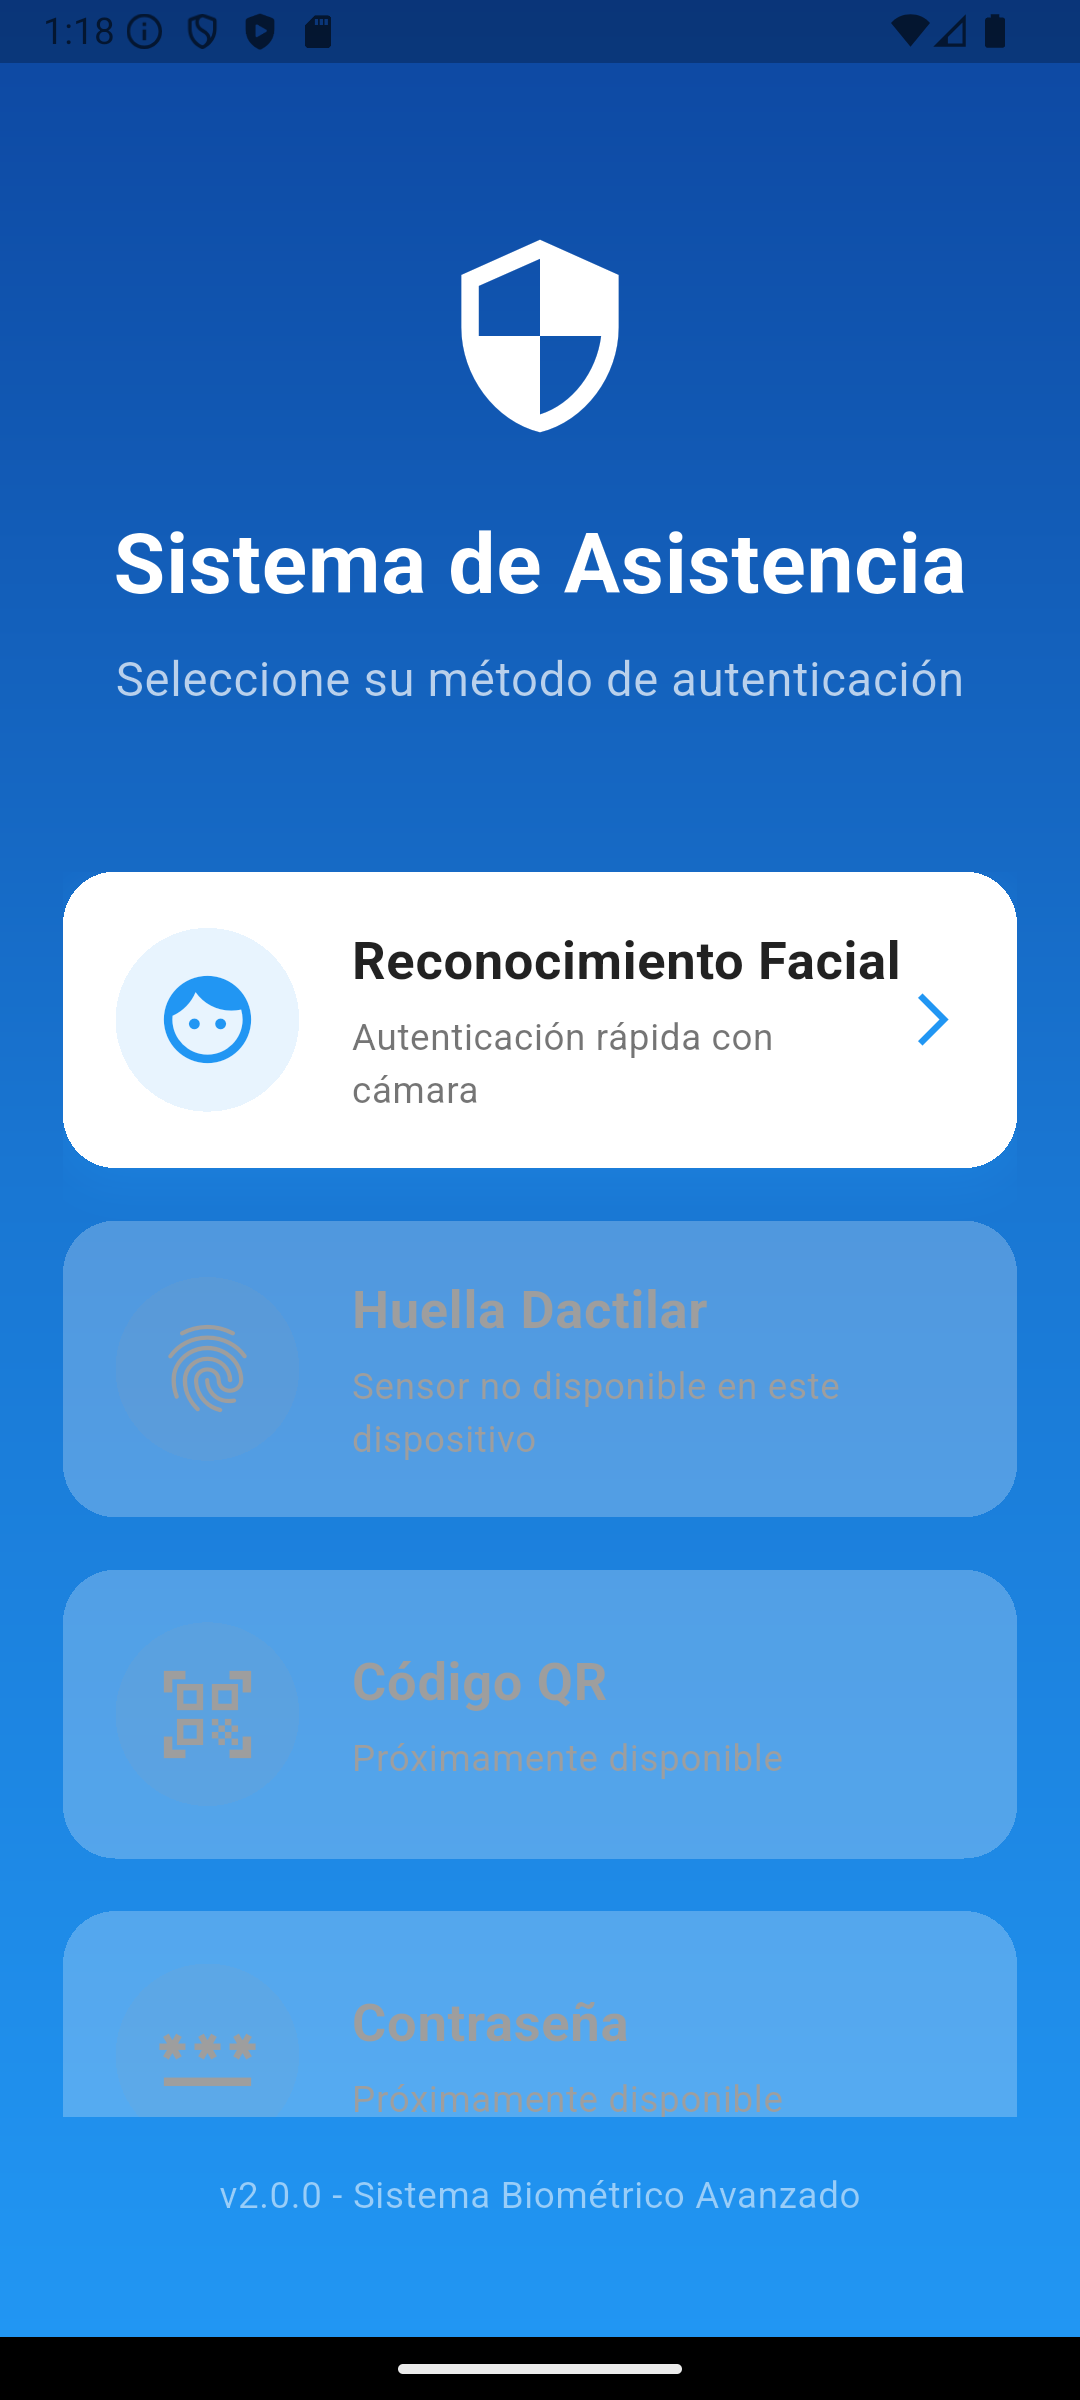 1:18
Sistema de Asistencia
Seleccione su método de autenticación
Reconocimiento Facial
Autenticación rápida con
cámara
Huella Dactilar
Sensor no disponible en este
dispositivo
Código QR
Próximamente disponible
Contraseña
Próximamente disponible
v2.0.0 - Sistema Biométrico Avanzado